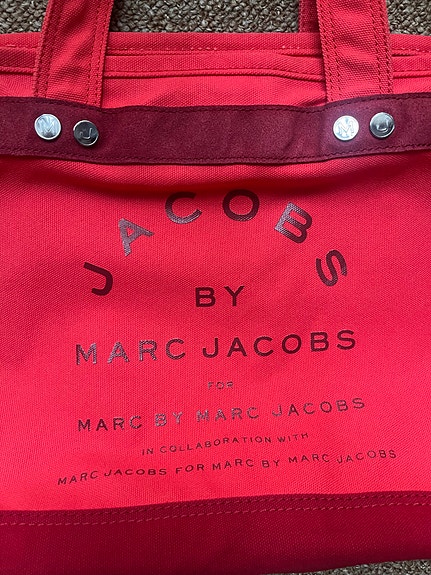 M J M J
JACOBS
BY
MARC JACOBS
FOR
MARC BY MARC JACOBS
IN COLLABORATION WITH
MARC JACOBS FOR MARC BY MARC JACOBS